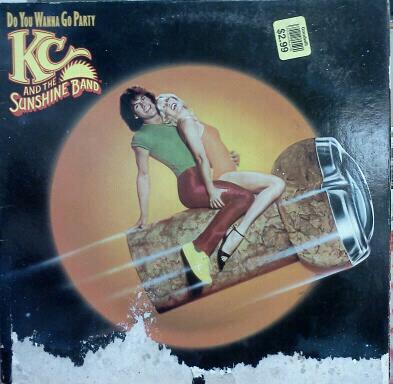 Do You Wanna Go Party
KC
AND THE
SUNSHINE BAND
$2.99